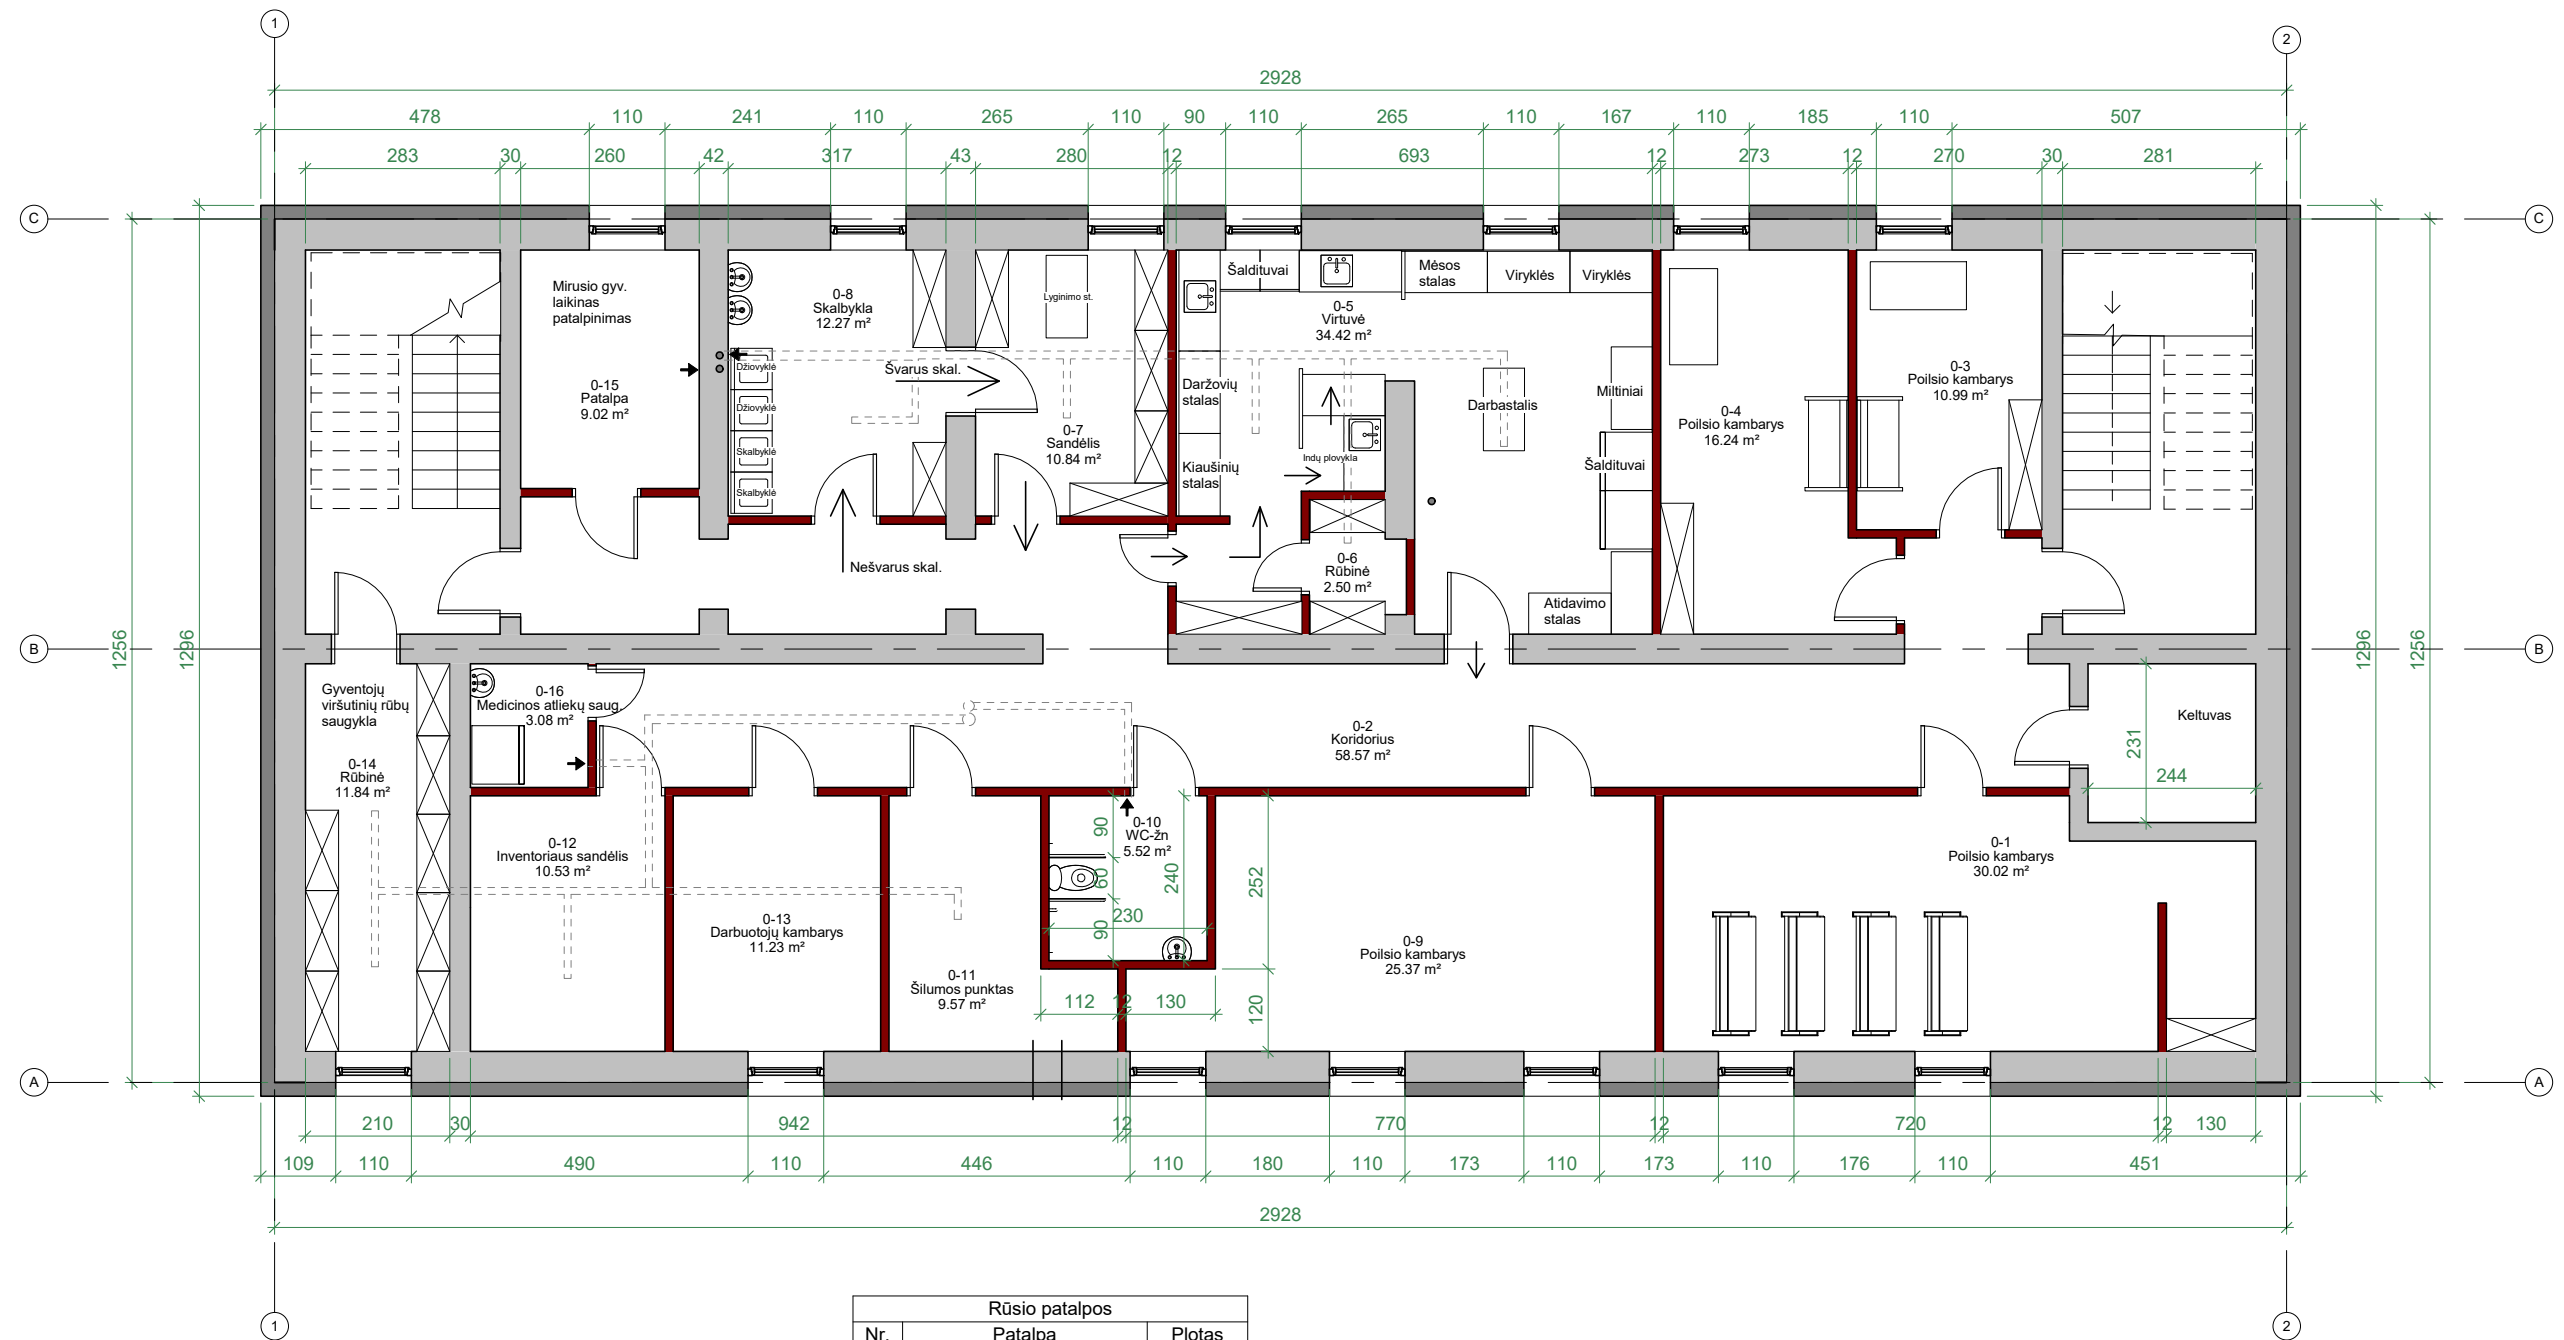 1
2
2928
478 110 241 110 265 110 90 110 265 110 167 110 185 110 507
283 30 260 42 317 43 280 12 693 12 273 12 270 30 281
C
C
Mirusio gyv.
laikinas
patalpinimas
0-15
Patalpa
9.02 m²
0-8
Skalbykla
12.27 m²
Džiovyklė
Džiovyklė
Skalbyklė
Skalbyklė
Švarus skal.
Nešvarus skal.
Lyginimo st.
0-7
Sandėlis
10.84 m²
Šaldituvai
Mėsos
stalas
Viryklės
Viryklės
0-5
Virtuvė
34.42 m²
Daržovių
stalas
Kiaušinių
stalas
Indų plovykla
Darbastalis
Miltiniai
Šaldituvai
Atidavimo
stalas
0-6
Rūbinė
2.50 m²
0-4
Poilsio kambarys
16.24 m²
0-3
Poilsio kambarys
10.99 m²
B
1256
1296
1296
1256
B
Gyventojų
viršutinių rūbų
saugykla
0-14
Rūbinė
11.84 m²
0-16
Medicinos atliekų saug.
3.08 m²
0-2
Koridorius
58.57 m²
Keltuvas
231
244
0-12
Inventoriaus sandėlis
10.53 m²
0-13
Darbuotojų kambarys
11.23 m²
0-11
Šilumos punktas
9.57 m²
0-10
WC-žn
5.52 m²
90
60
90
240
230
252
120
112 12 130
0-9
Poilsio kambarys
25.37 m²
0-1
Poilsio kambarys
30.02 m²
A
A
210 30 942 12 770 12 720 12 130
109 110 490 110 446 110 180 110 173 110 173 110 176 110 451
2928
1
2
Rūsio patalpos
Nr. Patalpa Plotas